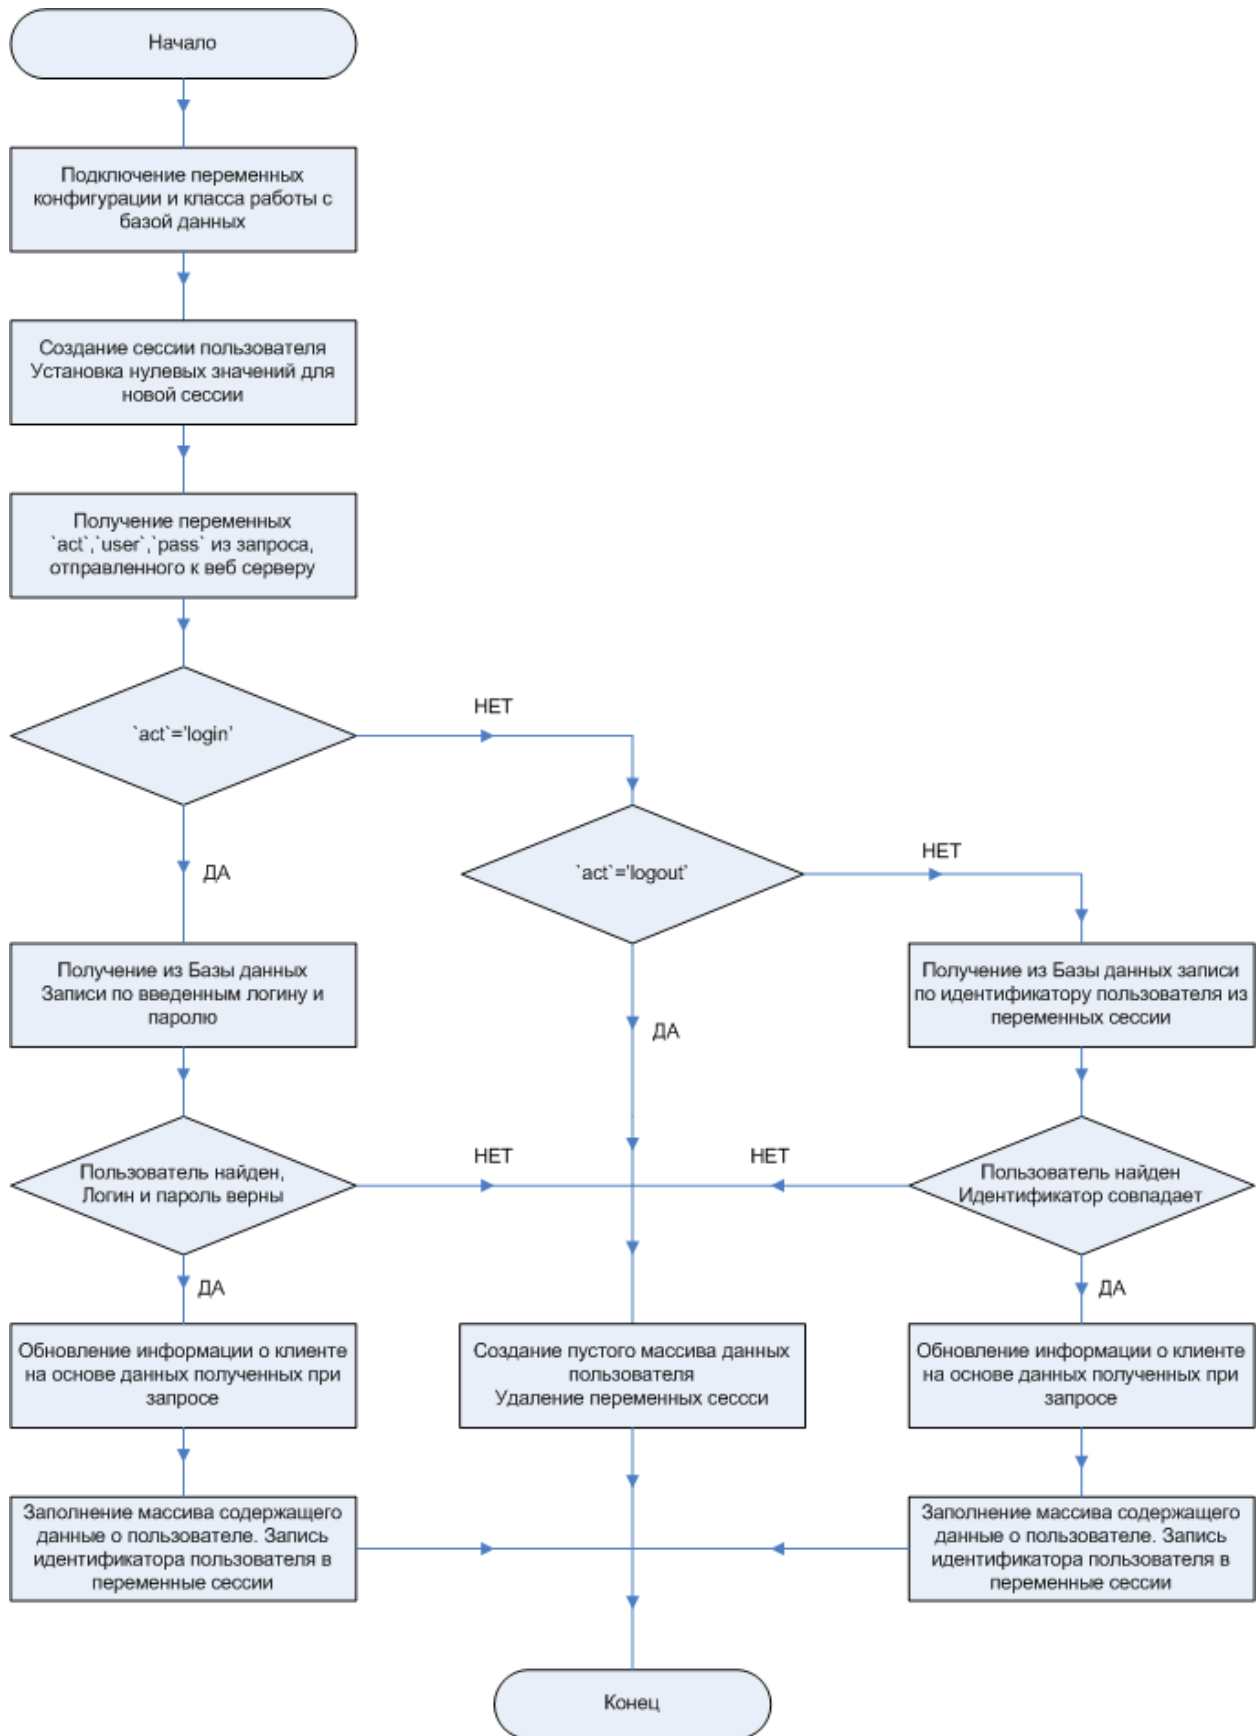 Начало
Подключение переменных
конфигурации и класса работы с
базой данных
Создание сессии пользователя
Установка нулевых значений для
новой сессии
Получение переменных
`act`,`user`,`pass` из запроса,
отправленного к веб серверу
`act`='login'
НЕТ
ДА
`act`='logout'
НЕТ
ДА
Получение из Базы данных
Записи по введенным логину и
паролю
Получение из Базы данных записи
по идентификатору пользователя из
переменных сессии
Пользователь найден,
Логин и пароль верны
НЕТ
НЕТ
Пользователь найден
Идентификатор совпадает
ДА
ДА
Обновление информации о клиенте
на основе данных полученных при
запросе
Создание пустого массива данных
пользователя
Удаление переменных сессси
Обновление информации о клиенте
на основе данных полученных при
запросе
Заполнение массива содержащего
данные о пользователе. Запись
идентификатора пользователя в
переменные сессии
Заполнение массива содержащего
данные о пользователе. Запись
идентификатора пользователя в
переменные сессии
Конец